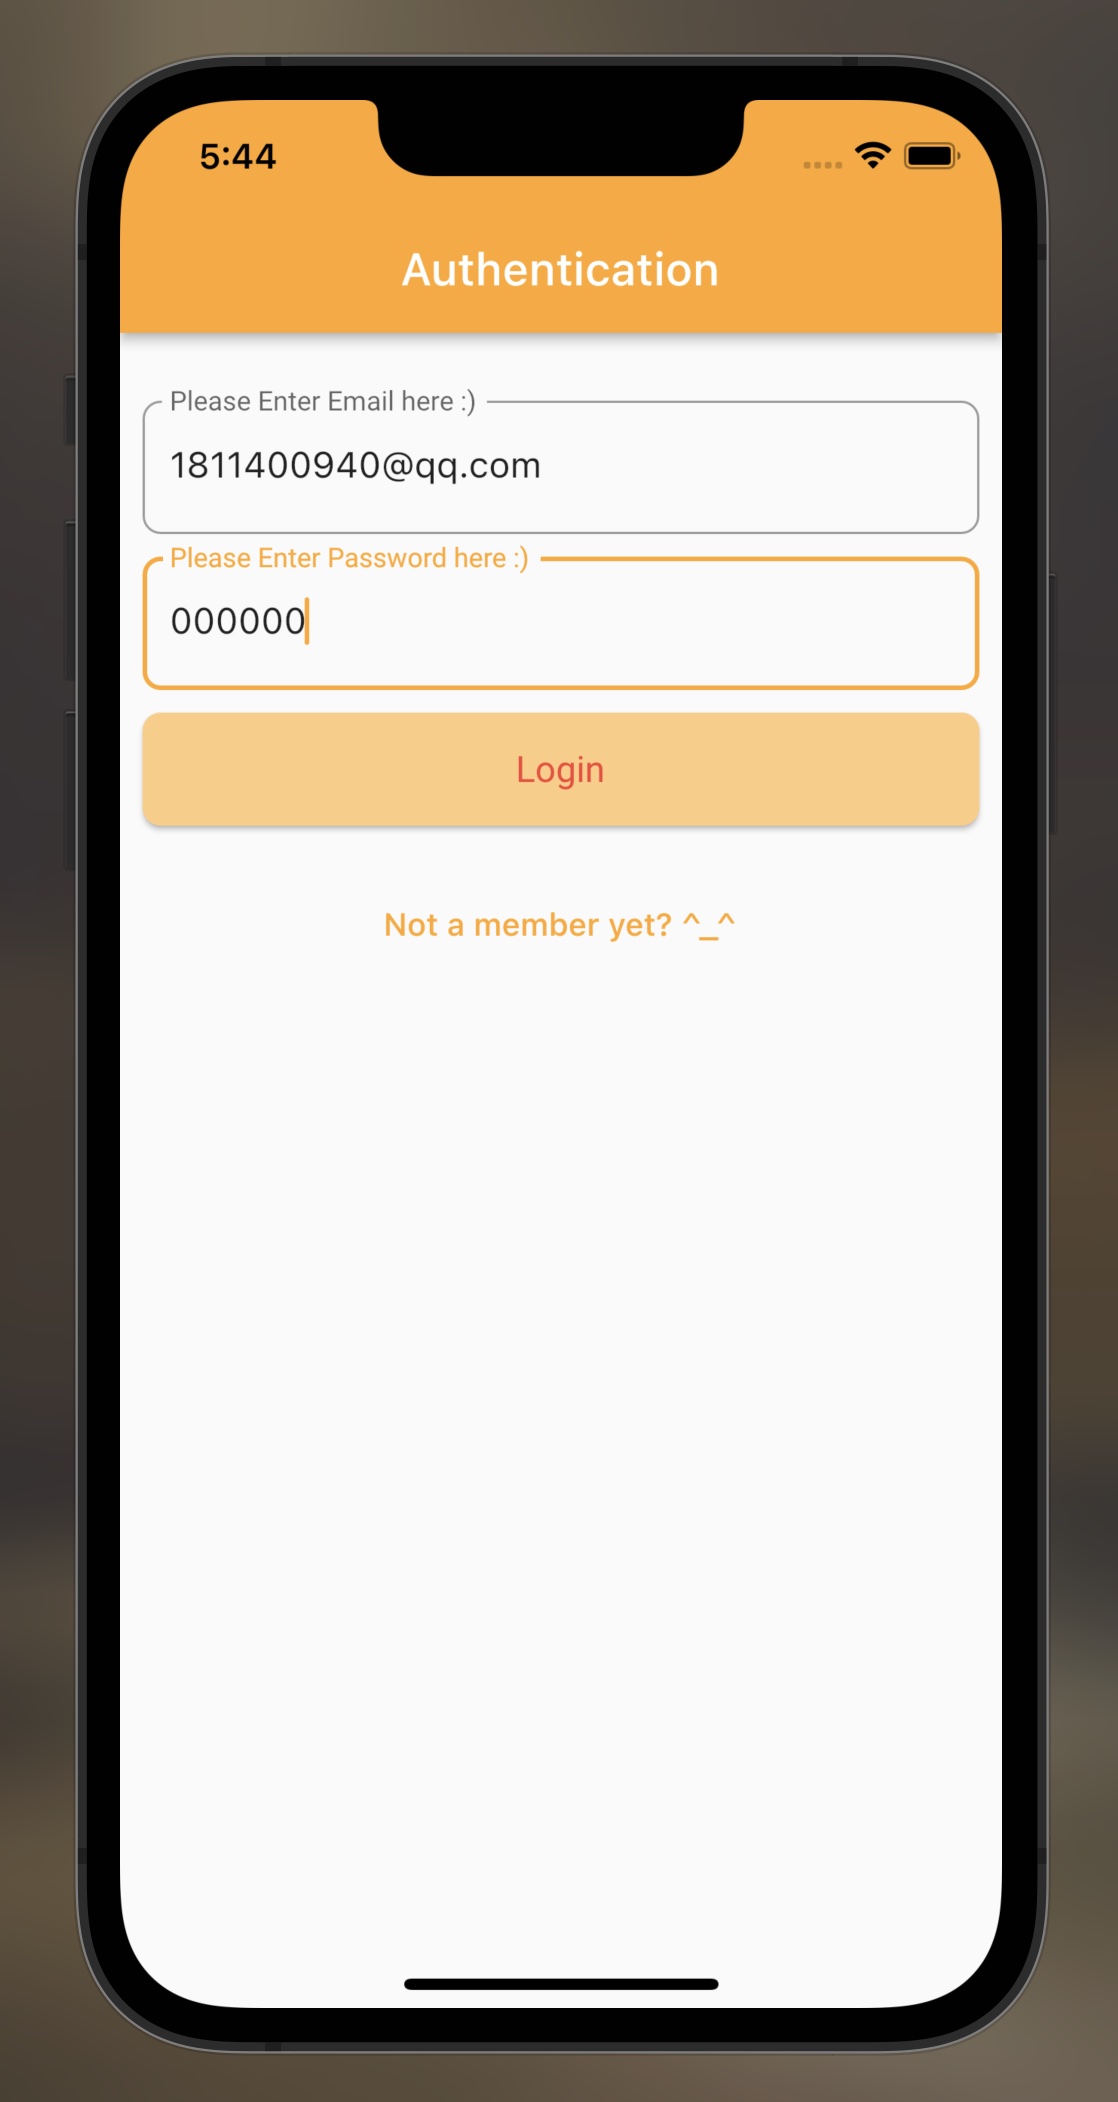 5:44
Authentication
Please Enter Email here :)
1811400940@qq.com
Please Enter Password here :)
000000
Login
Not a member yet? ^_^